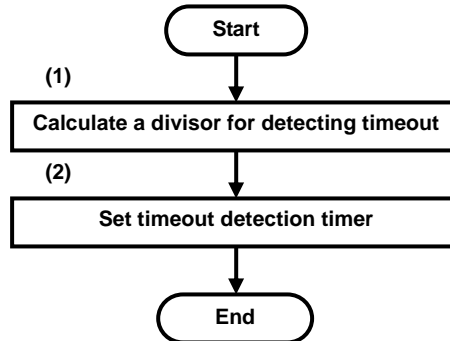 Start
(1)
Calculate a divisor for detecting timeout
(2)
Set timeout detection timer
End